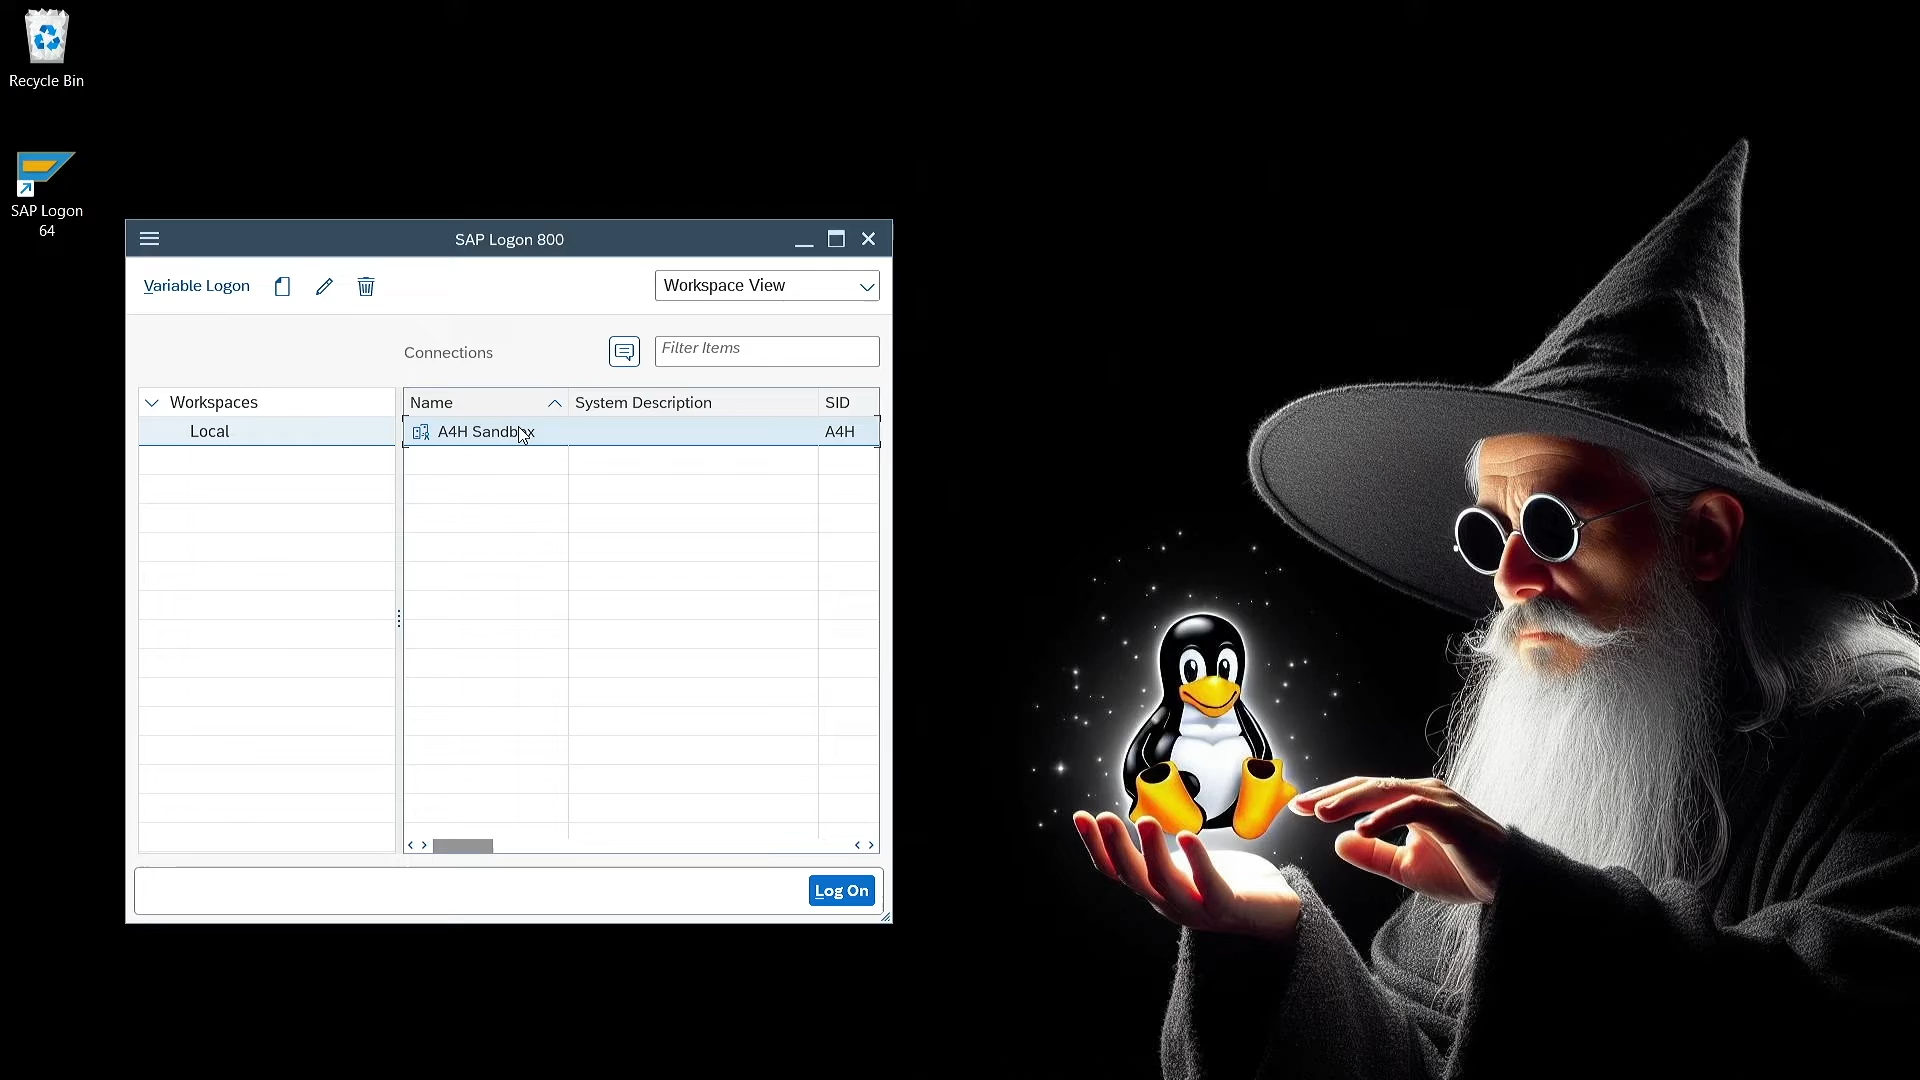 Recycle Bin
SAP Logon
64
SAP Logon 800
Variable Logon
Workspace View
Connections
Filter Items
Workspaces
Name
System Description
SID
Local
A4H Sandbox
A4H
Log On